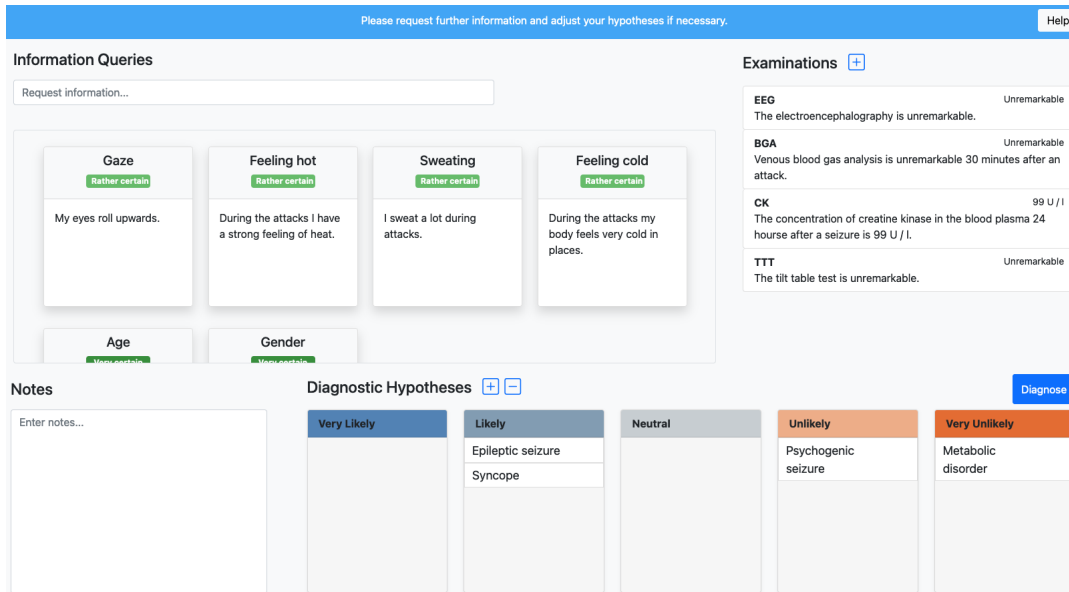 Please request further information and adjust your hypotheses if necessary.
Help
Information Queries
Request information...
Gaze
Rather certain
My eyes roll upwards.
Feeling hot
Rather certain
During the attacks I have
a strong feeling of heat.
Sweating
Rather certain
I sweat a lot during
attacks.
Feeling cold
Rather certain
During the attacks my
body feels very cold in
places.
Age
Very certain
Gender
Very certain
Examinations
EEG
Unremarkable
The electroencephalography is unremarkable.
BGA
Unremarkable
Venous blood gas analysis is unremarkable 30 minutes after an
attack.
CK
99 U / l
The concentration of creatine kinase in the blood plasma 24
hourse after a seizure is 99 U / l.
TTT
Unremarkable
The tilt table test is unremarkable.
Notes
Enter notes...
Diagnostic Hypotheses
Diagnose
Very Likely
Likely
Epileptic seizure
Syncope
Neutral
Unlikely
Psychogenic
seizure
Very Unlikely
Metabolic
disorder